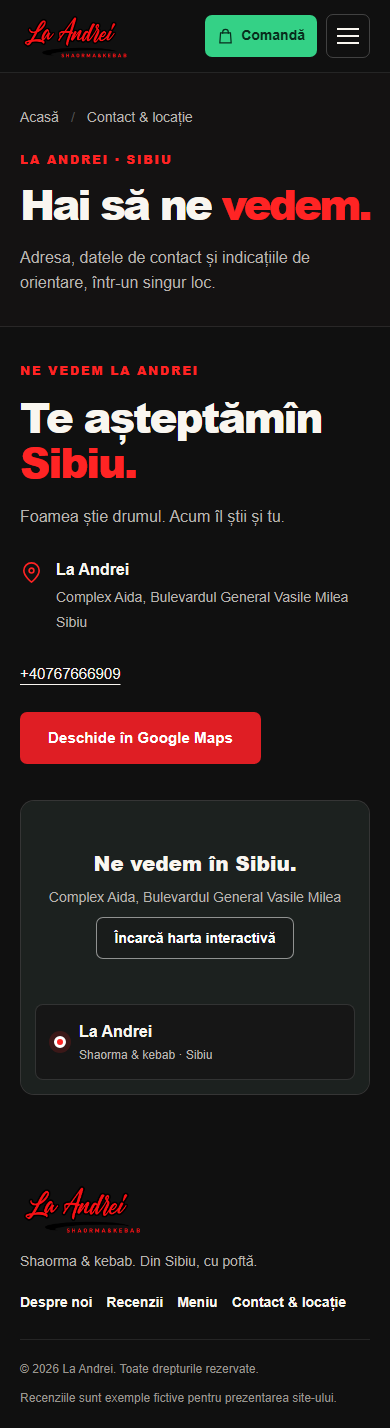 La Andrei
SHAORMA&KEBAB
Comandă
Acasă / Contact & locație
LA ANDREI · SIBIU
Hai să ne vedem.
Adresa, datele de contact și indicațiile de
orientare, într-un singur loc.
NE VEDEM LA ANDREI
Te așteptămîn
Sibiu.
Foamea știe drumul. Acum îl știi și tu.
La Andrei
Complex Aida, Bulevardul General Vasile Milea
Sibiu
+40767666909
Deschide în Google Maps
Ne vedem în Sibiu.
Complex Aida, Bulevardul General Vasile Milea
Încarcă harta interactivă
La Andrei
Shaorma & kebab · Sibiu
La Andrei
SHAORMA&KEBAB
Shaorma & kebab. Din Sibiu, cu poftă.
Despre noi Recenzii Meniu Contact & locație
© 2026 La Andrei. Toate drepturile rezervate.
Recenziile sunt exemple fictive pentru prezentarea site-ului.